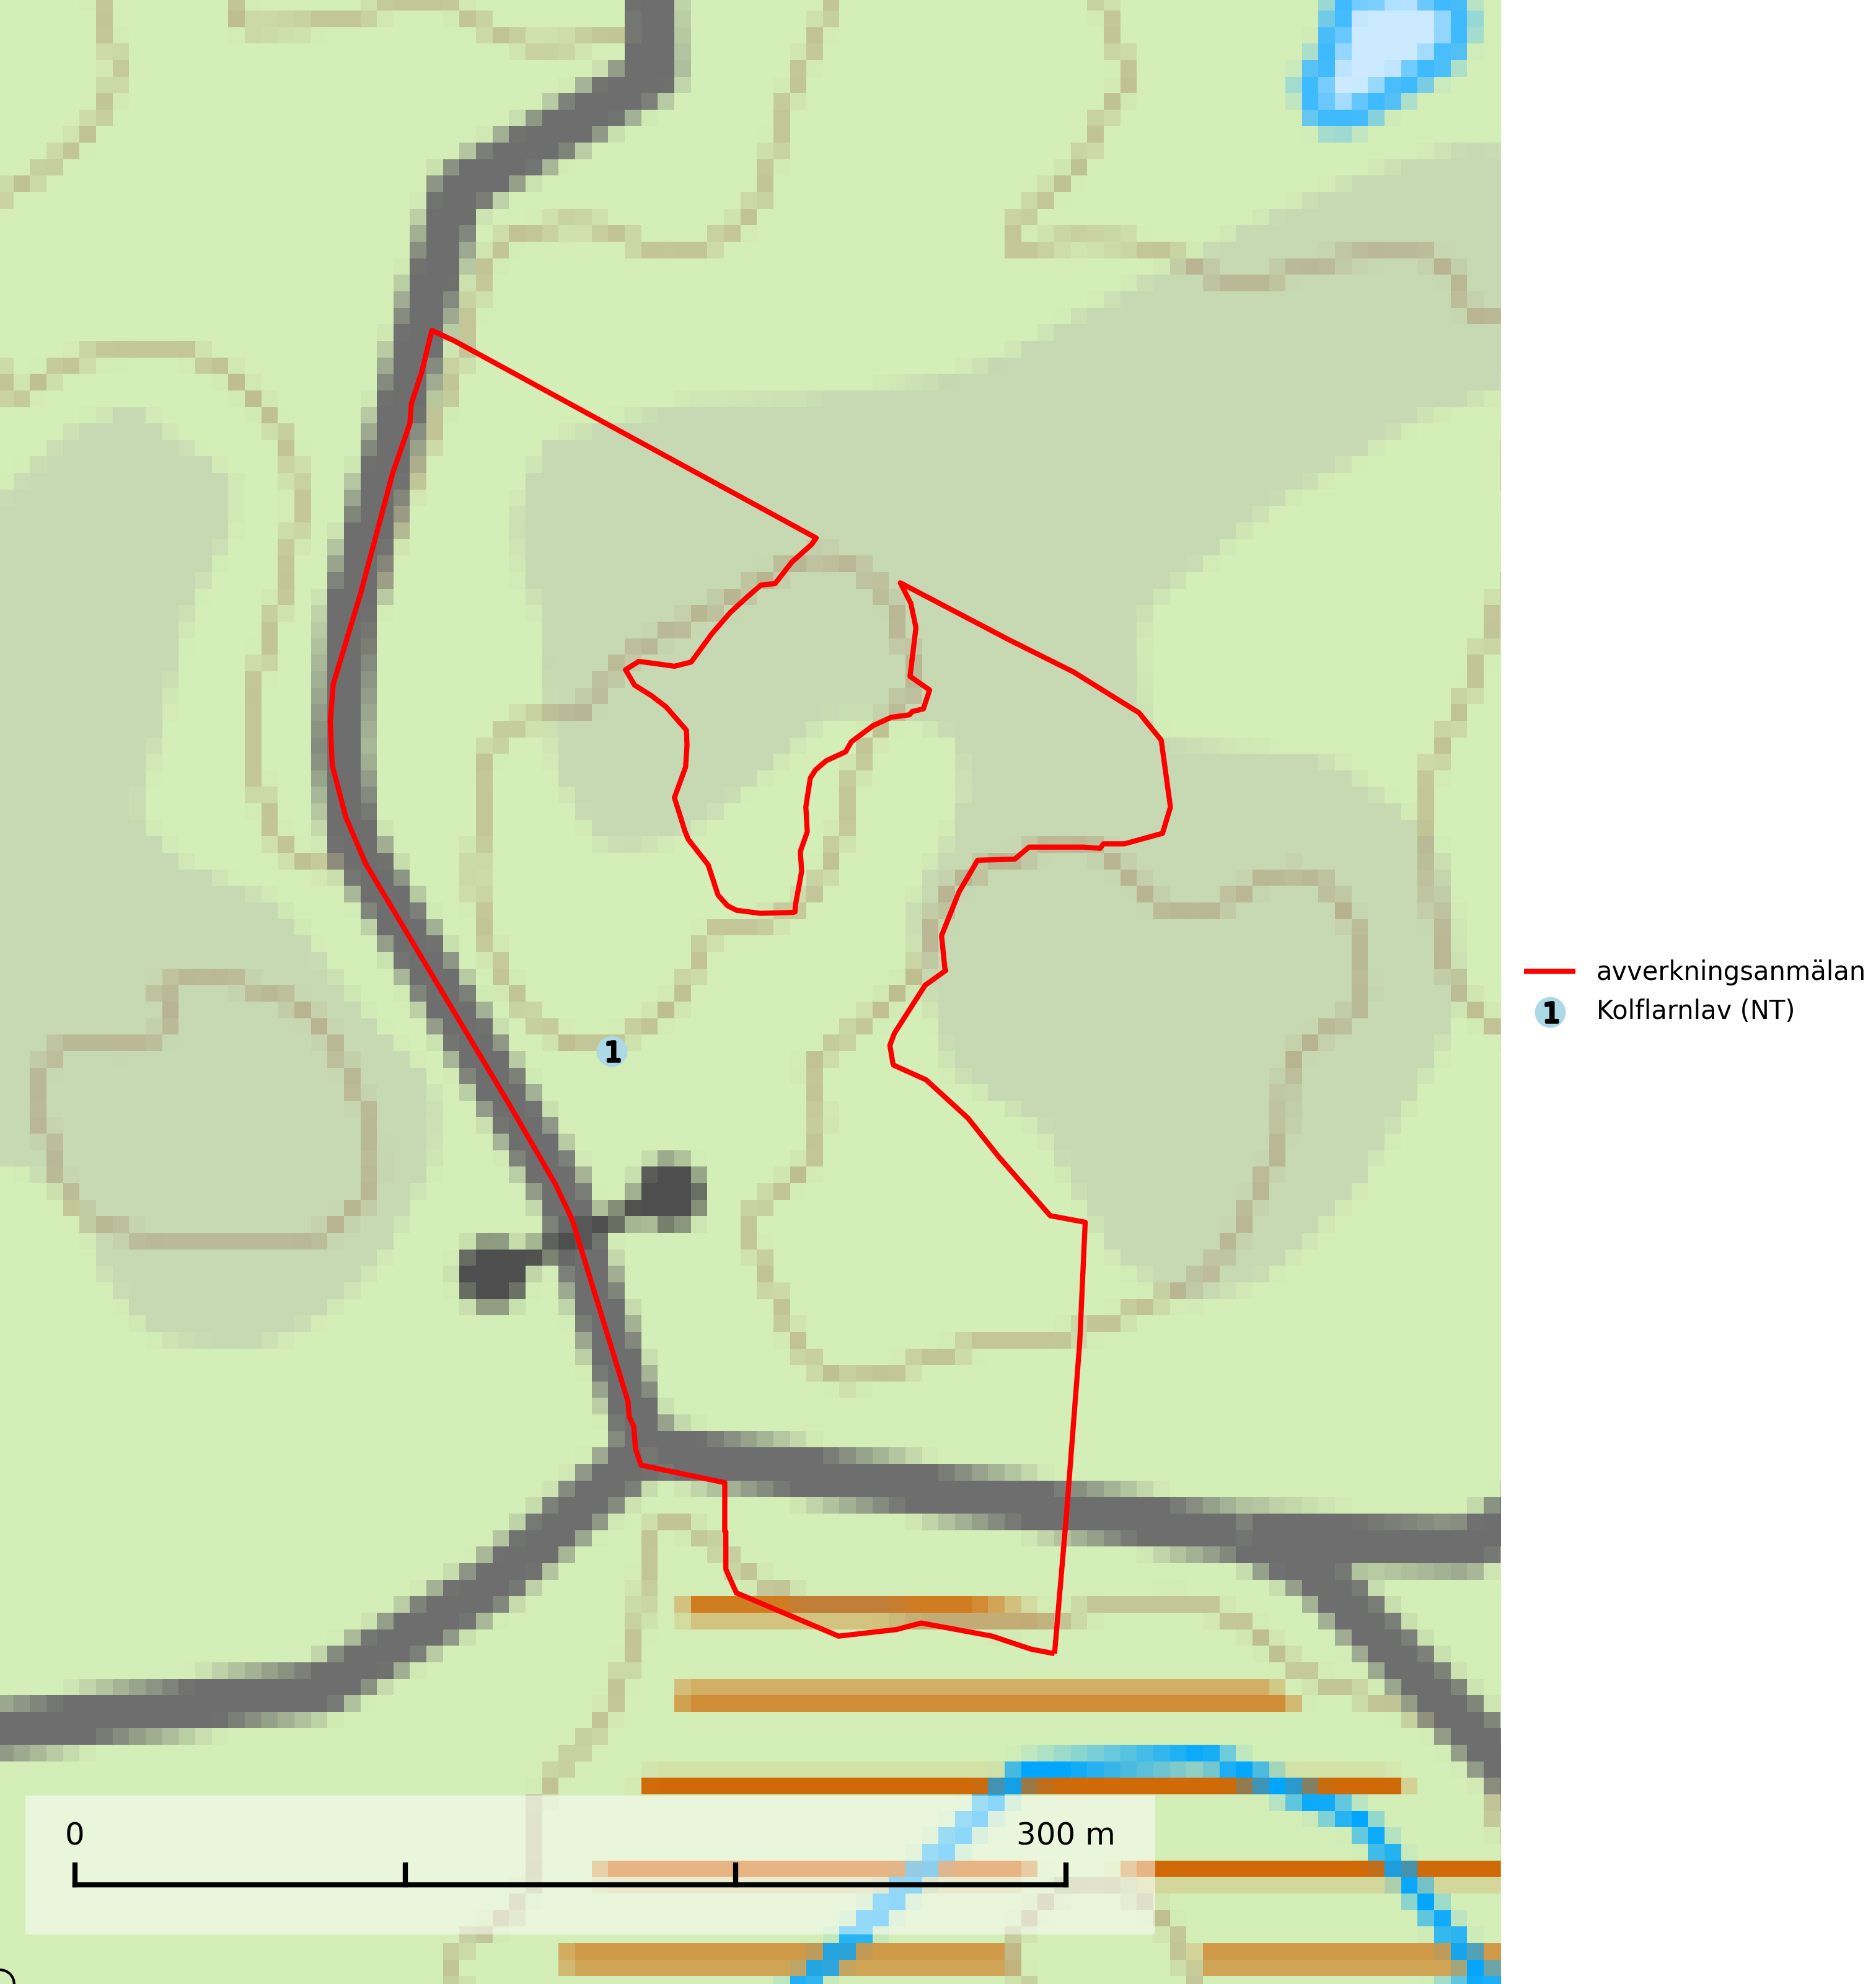 avverkningsanmälan
1 Kolflarnlav (NT)
1
0 300 m